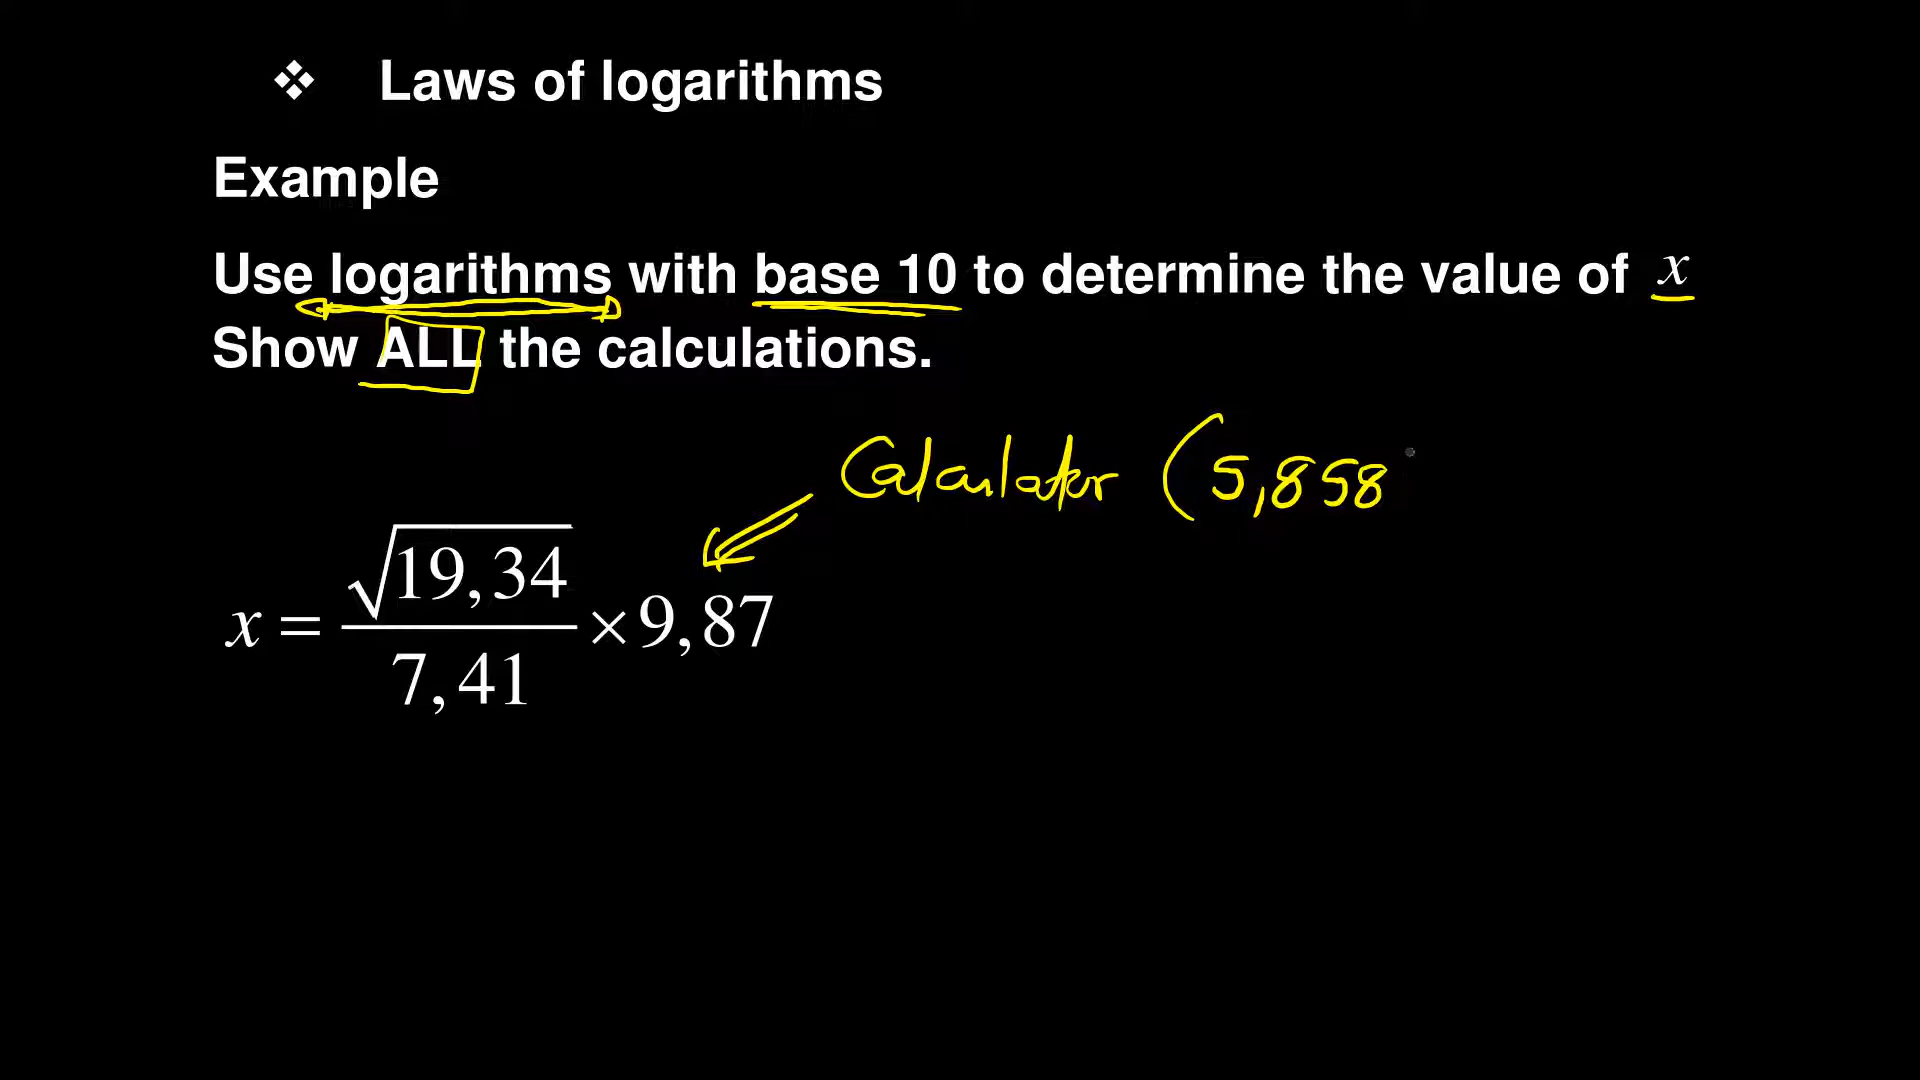 ❖ Laws of logarithms
Example
Use logarithms with base 10 to determine the value of x
Show ALL the calculations.
Calculator (5,858
x = √19,34 / 7,41 × 9,87